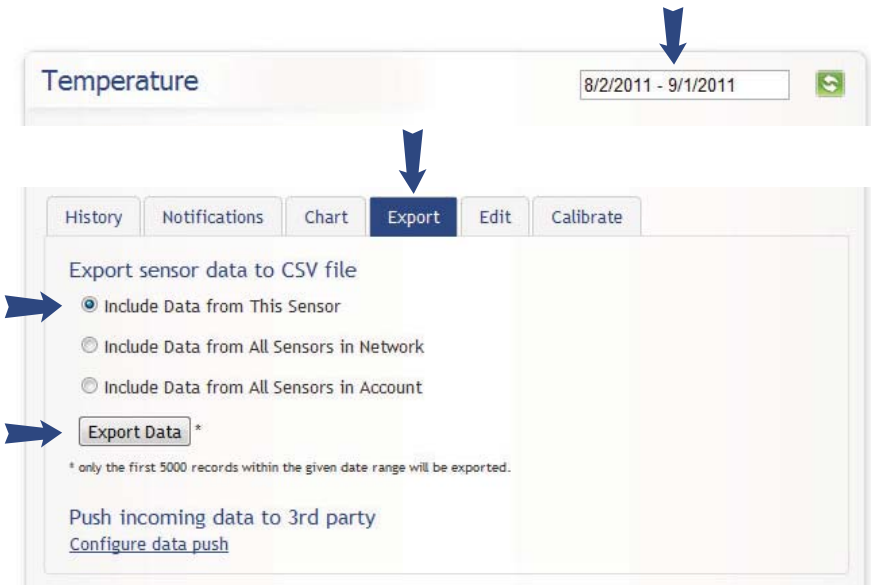 Temperature
8/2/2011 - 9/1/2011
History Notifications Chart Export Edit Calibrate
Export sensor data to CSV file
Include Data from This Sensor
Include Data from All Sensors in Network
Include Data from All Sensors in Account
Export Data *
* only the first 5000 records within the given date range will be exported.
Push incoming data to 3rd party
Configure data push